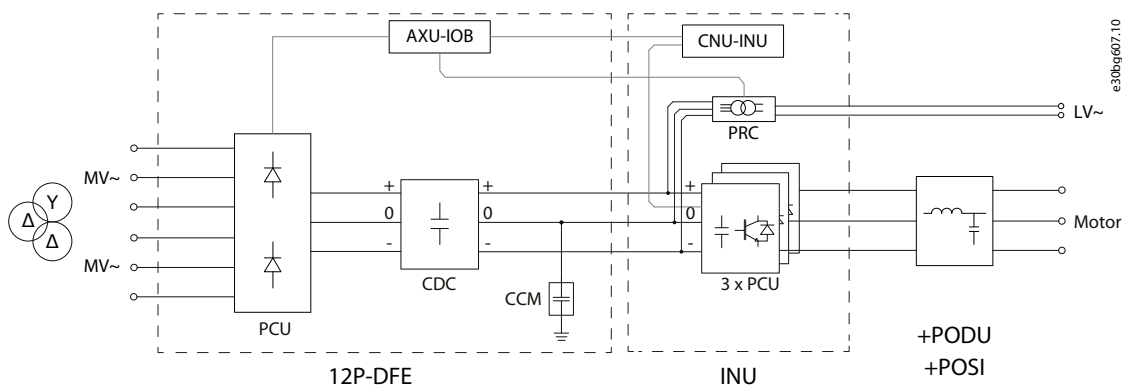 AXU-IOB
CNU-INU
e30bg607.10
PRC
LV~
MV~
Y
Δ
Δ
MV~
PCU
+
0
-
CDC
+
0
-
CCM
+
0
-
3 x PCU
Motor
12P-DFE
INU
+PODU
+POSI